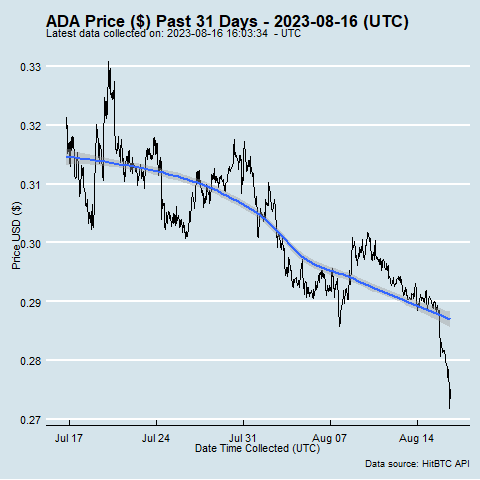 ADA Price ($) Past 31 Days - 2023-08-16 (UTC)
Latest data collected on: 2023-08-16 16:03:34 - UTC
0.33
0.32
0.31
0.30
0.29
0.28
0.27
Price USD ($)
Jul 17 Jul 24 Jul 31 Aug 07 Aug 14
Date Time Collected (UTC)
Data source: HitBTC API